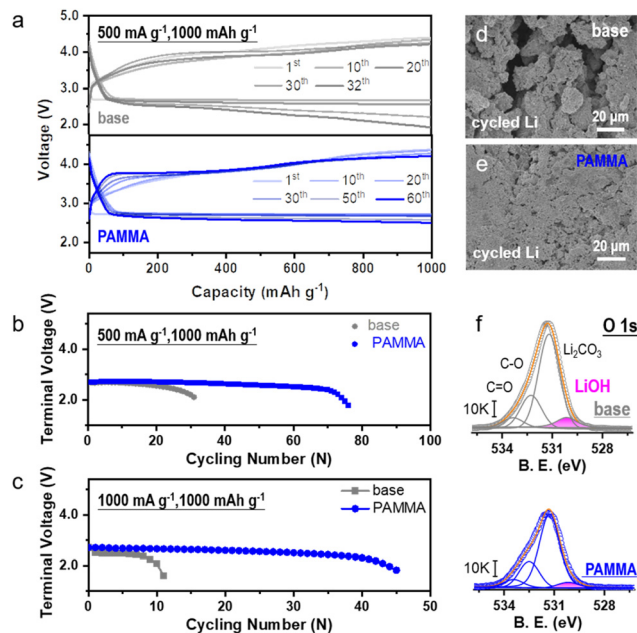 a
500 mA g⁻¹,1000 mAh g⁻¹
5.0
4.0
3.0
2.0
1ˢᵗ 10ᵗʰ 20ᵗʰ
30ᵗʰ 32ᵗʰ
base
4.0
3.0
2.0
1ˢᵗ 10ᵗʰ 20ᵗʰ
30ᵗʰ 50ᵗʰ 60ᵗʰ
PAMMA
Voltage (V)
0 200 400 600 800 1000
Capacity (mAh g⁻¹)
d
base
cycled Li
20 μm
e
PAMMA
cycled Li
20 μm
b
500 mA g⁻¹,1000 mAh g⁻¹
base
PAMMA
4.0
2.0
Terminal Voltage (V)
0 20 40 60 80 100
Cycling Number (N)
c
1000 mA g⁻¹,1000 mAh g⁻¹
base
PAMMA
4.0
2.0
Terminal Voltage (V)
0 10 20 30 40 50
Cycling Number (N)
f
O 1s
Li₂CO₃
C-O
C=O
LiOH
10K
base
534 531 528
B. E. (eV)
10K
PAMMA
534 531 528
B. E. (eV)